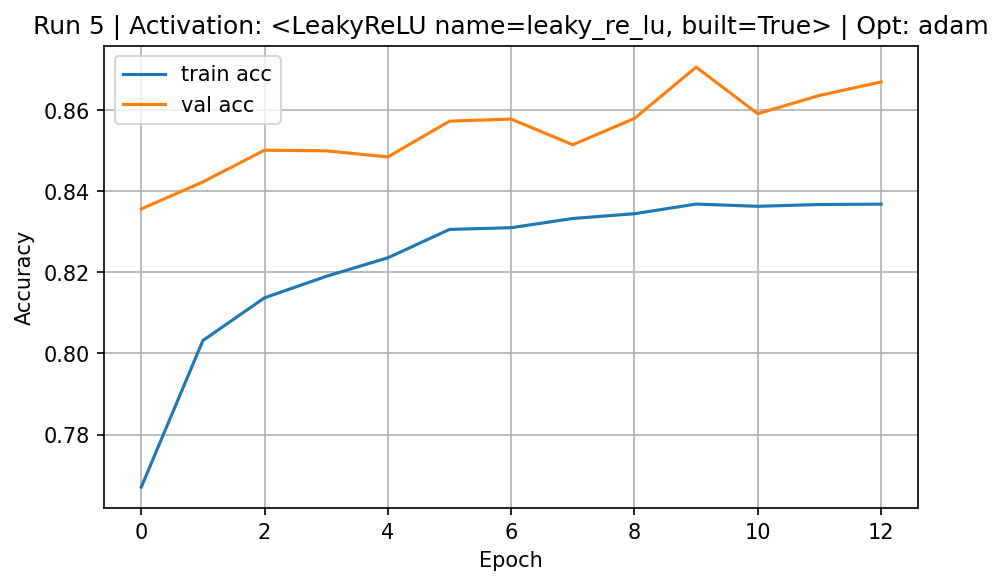 Run 5 | Activation: <LeakyReLU name=leaky_re_lu, built=True> | Opt: adam
train acc
val acc
0.86
0.84
0.82
0.80
0.78
Accuracy
0 2 4 6 8 10 12
Epoch